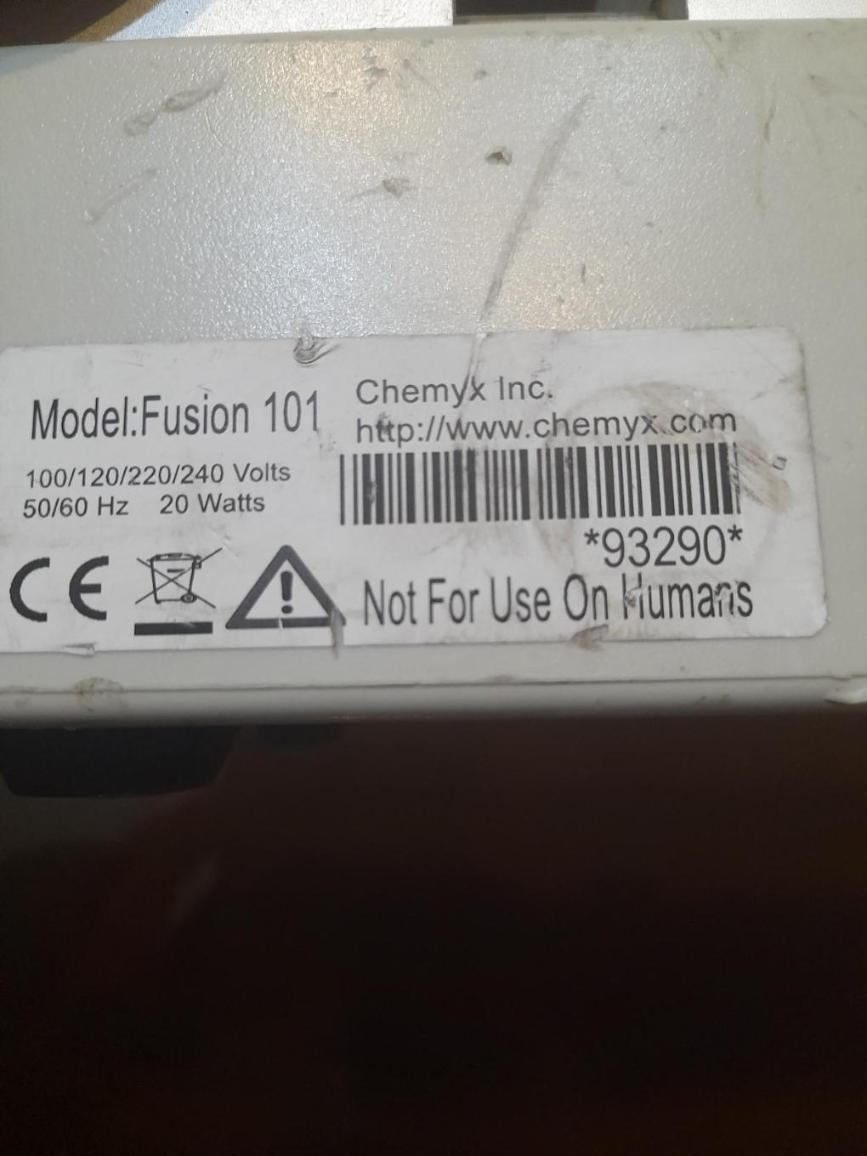 Model:Fusion 101
100/120/220/240 Volts
50/60 Hz 20 Watts
CE
Chemyx Inc.
http://www.chemyx.com
*93290*
Not For Use On Humans